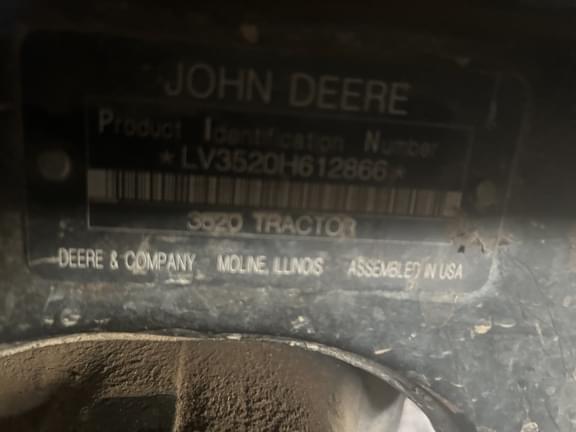 JOHN DEERE
Product Identification Number
*LV3520H612866*
3520 TRACTOR
DEERE & COMPANY MOLINE, ILLINOIS ASSEMBLED IN USA